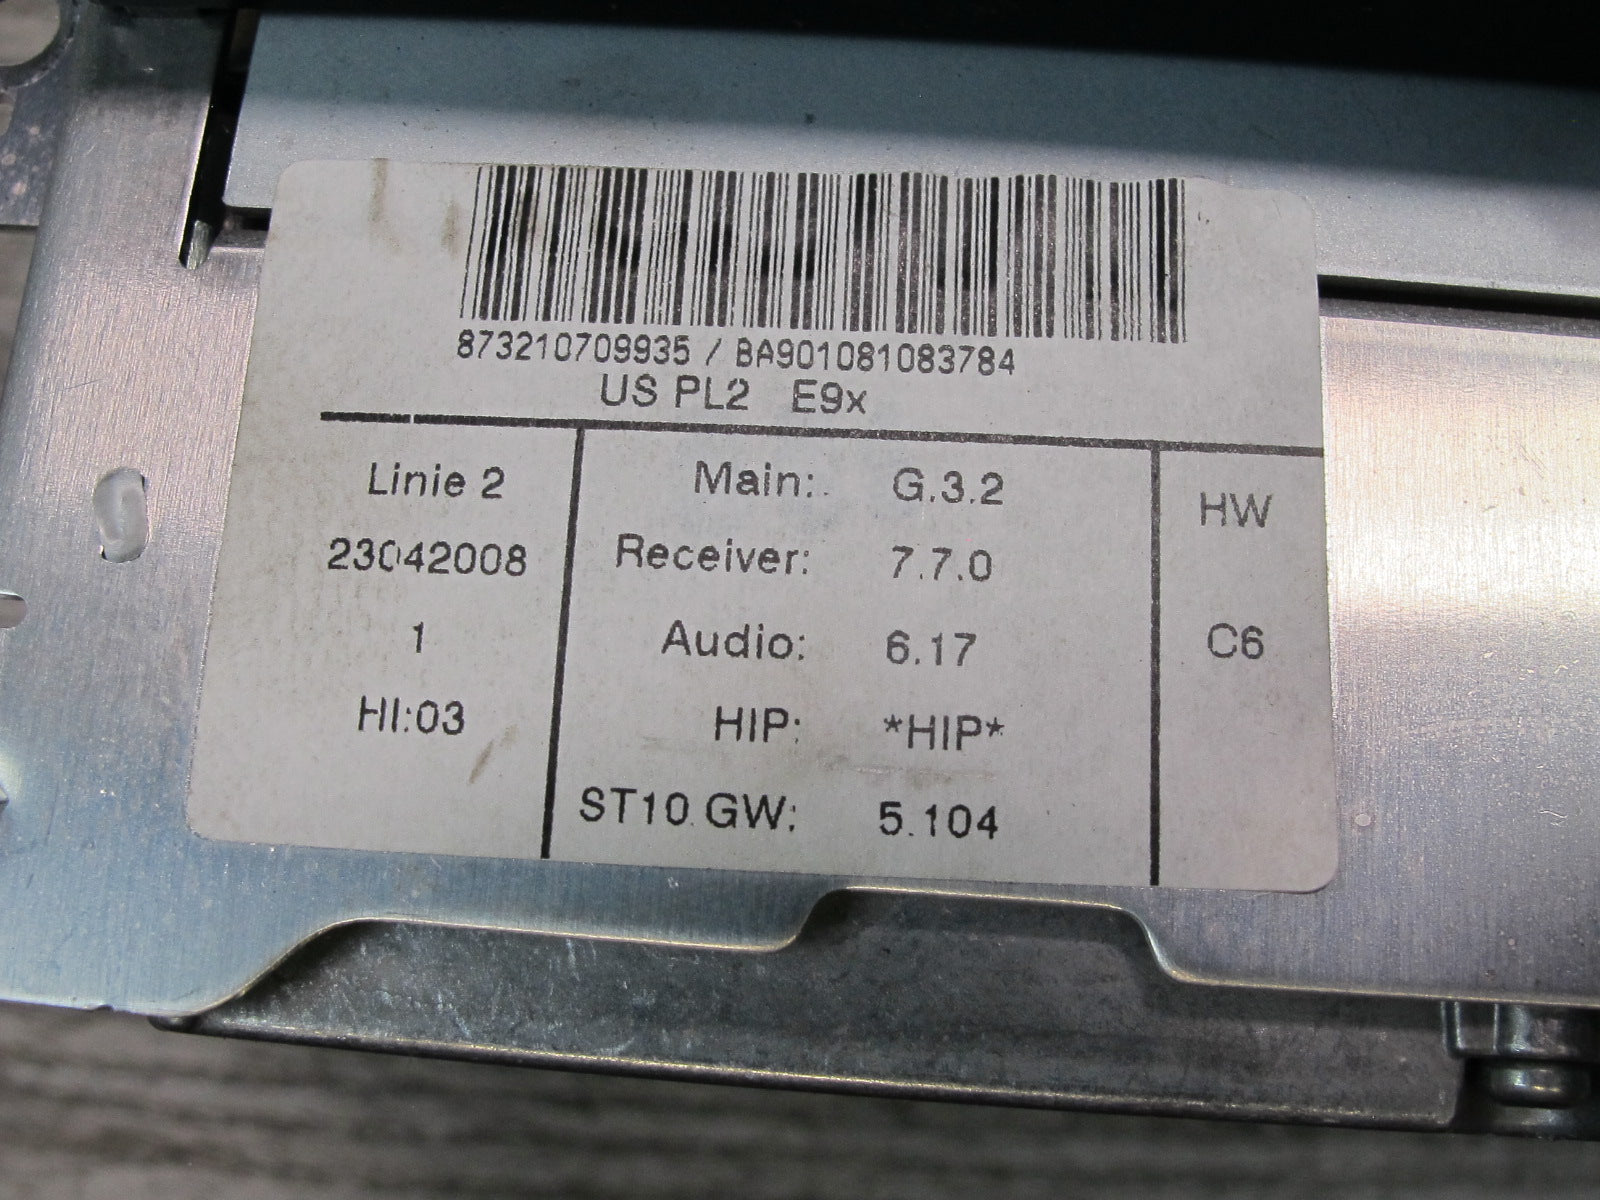 873210709935 / BA901081083784
US PL2 E9x
Linie 2
23042008
1
HI:03
Main: G.3.2
Receiver: 7.7.0
Audio: 6.17
HIP: *HIP*
ST10 GW: 5.104
HW
C6